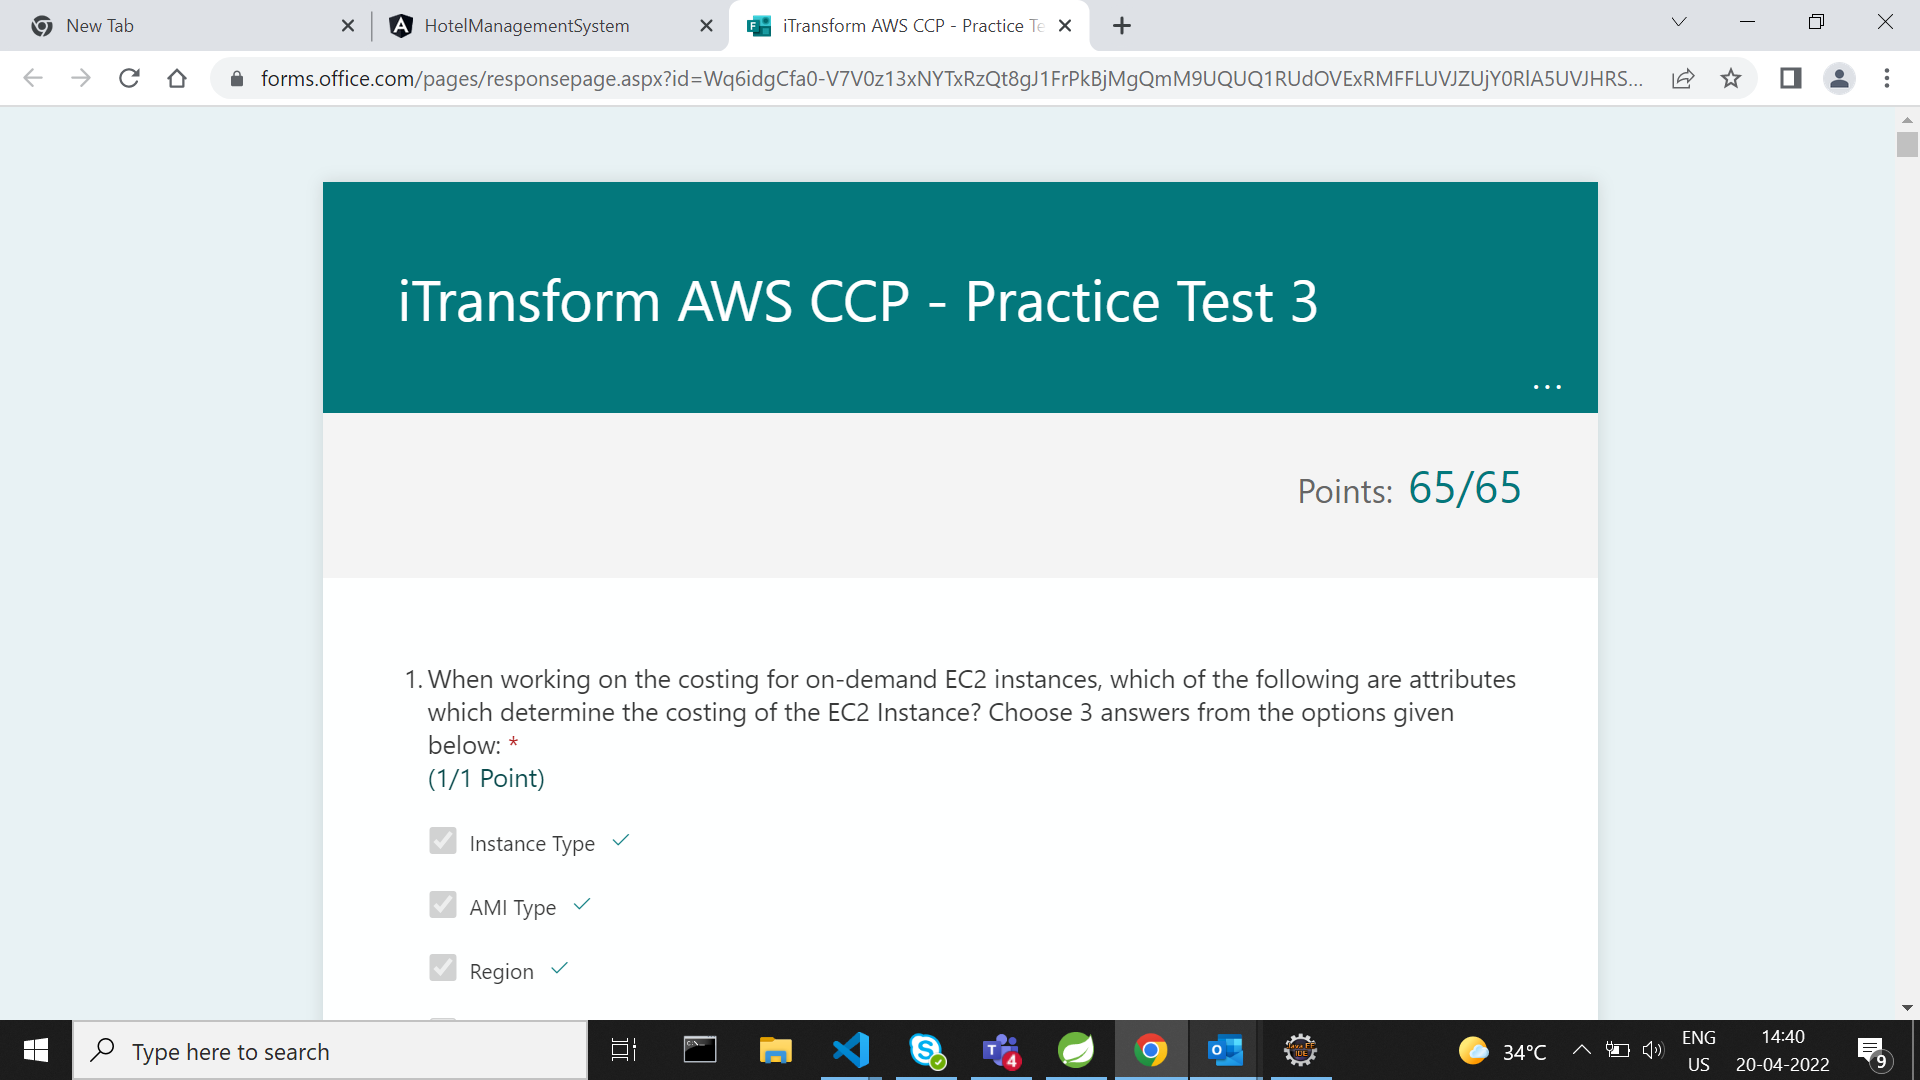 New Tab
HotelManagementSystem
iTransform AWS CCP - Practice Te
forms.office.com/pages/responsepage.aspx?id=Wq6idgCfa0-V7V0z13xNYTxRzQt8gJ1FrPkBjMgQmM9UQUQ1RUdOVExRMFFLUVJZUjY0RlA5UVJHRS...
iTransform AWS CCP - Practice Test 3
...
Points: 65/65
1. When working on the costing for on-demand EC2 instances, which of the following are attributes
which determine the costing of the EC2 Instance? Choose 3 answers from the options given
below: *
(1/1 Point)
Instance Type
AMI Type
Region
Type here to search
4
34°C
ENG
US
14:40
20-04-2022
9